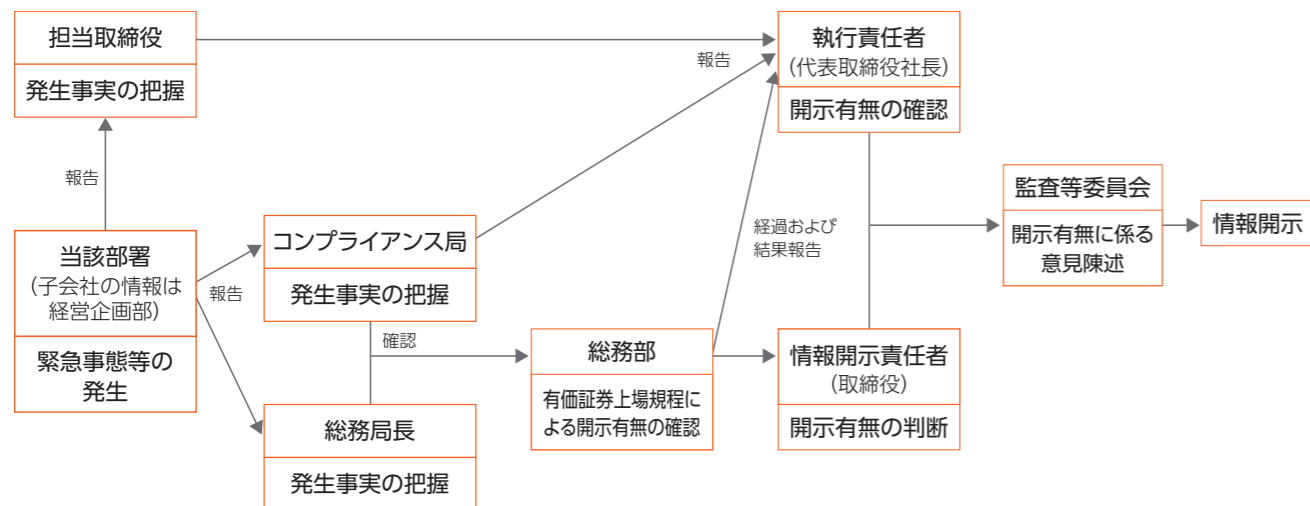 担当取締役
発生事実の把握
報告
当該部署
(子会社の情報は
経営企画部)
緊急事態等の
発生
報告
コンプライアンス局
発生事実の把握
確認
総務局長
発生事実の把握
総務部
有価証券上場規程に
よる開示有無の確認
報告
経過および
結果報告
執行責任者
(代表取締役社長)
開示有無の確認
情報開示責任者
(取締役)
開示有無の判断
監査等委員会
開示有無に係る
意見陳述
情報開示